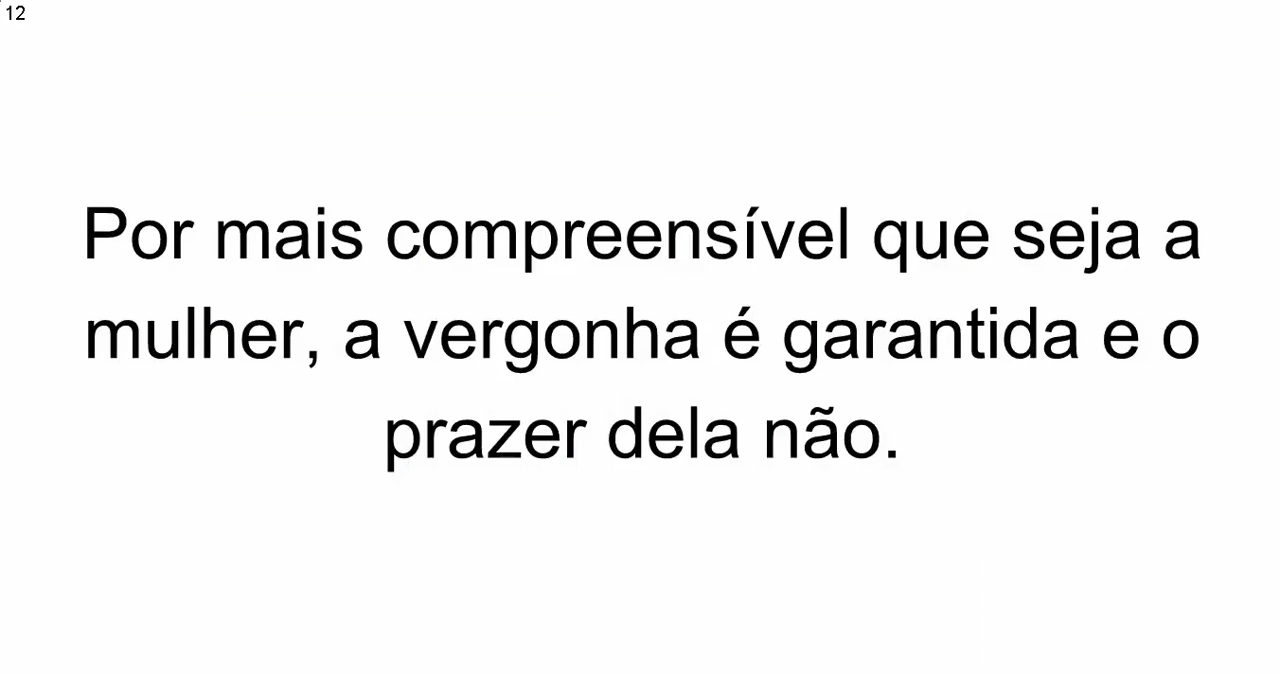 12
Por mais compreensível que seja a
mulher, a vergonha é garantida e o
prazer dela não.